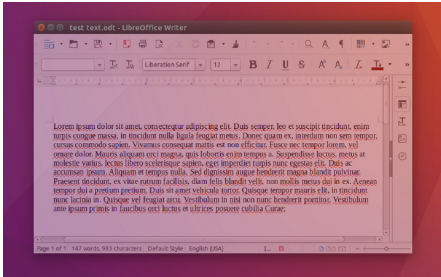 test text.odt - LibreOffice Writer
Liberation Serif 12
Lorem ipsum dolor sit amet, consectetur adipiscing elit. Duis semper, leo et suscipit tincidunt, enim
turpis congue massa, in tincidunt nulla ligula feugiat metus. Donec quam ex, interdum non sem tempor,
cursus commodo sapien. Vivamus consequat mattis est non efficitur. Fusce nec tempor lorem, vel
ornare dolor. Mauris aliquam orci magna, quis lobortis enim tempus a. Suspendisse luctus, metus at
molestie varius, lectus libero scelerisque sapien, eget imperdiet turpis nunc egestas elit. Duis ac
accumsan ipsum. Aliquam et tempus nulla. Sed dignissim augue hendrerit magna blandit pulvinar.
Praesent tincidunt, ex vitae rutrum facilisis, diam felis blandit velit, non mollis metus dui in ex. Aenean
tempor dui a pretium pretium. Duis sit amet vehicula tortor. Quisque tempor mauris elit, in tincidunt
nunc lacinia in. Quisque vel feugiat arcu. Vestibulum in nisl non nunc hendrerit porttitor. Vestibulum
ante ipsum primis in faucibus orci luctus et ultrices posuere cubilia Curae;
Page 1 of 1 147 words, 983 characters Default Style English (USA)